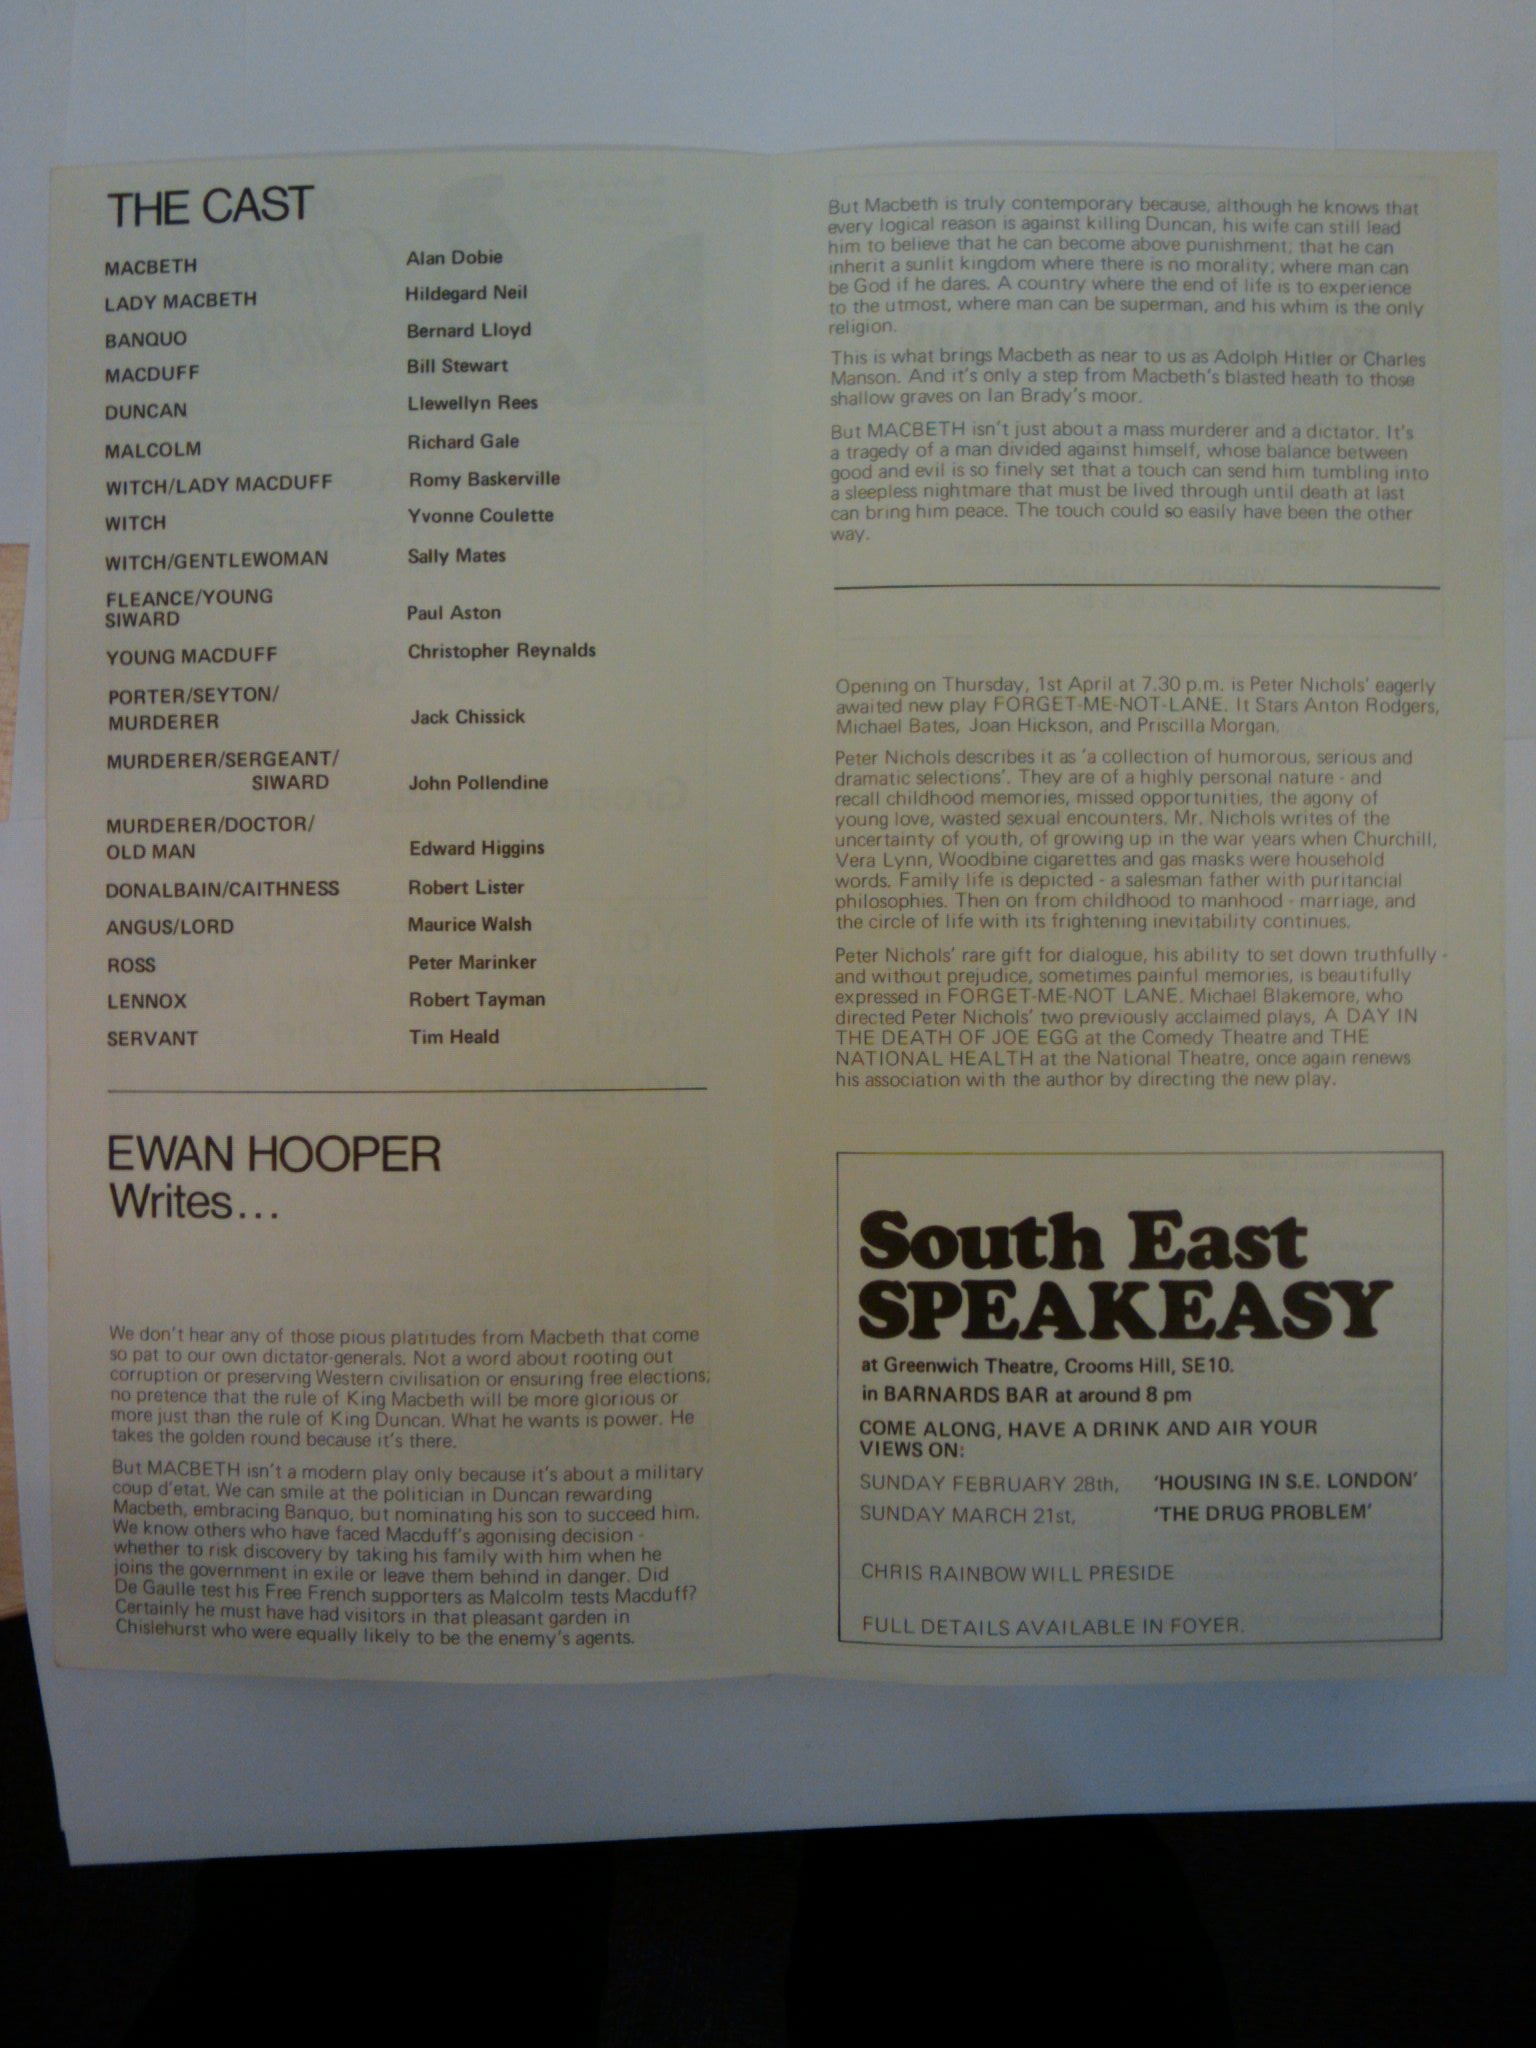 THE CAST
MACBETH Alan Dobie
LADY MACBETH Hildegard Neil
BANQUO Bernard Lloyd
MACDUFF Bill Stewart
DUNCAN Llewellyn Rees
MALCOLM Richard Gale
WITCH/LADY MACDUFF Romy Baskerville
WITCH Yvonne Coulette
WITCH/GENTLEWOMAN Sally Mates
FLEANCE/YOUNG
SIWARD Paul Aston
YOUNG MACDUFF Christopher Reynalds
PORTER/SEYTON/
MURDERER Jack Chissick
MURDERER/SERGEANT/
SIWARD John Pollendine
MURDERER/DOCTOR/
OLD MAN Edward Higgins
DONALBAIN/CAITHNESS Robert Lister
ANGUS/LORD Maurice Walsh
ROSS Peter Marinker
LENNOX Robert Tayman
SERVANT Tim Heald
EWAN HOOPER
Writes...
We don't hear any of those pious platitudes from Macbeth that come
so pat to our own dictator-generals. Not a word about rooting out
corruption or preserving Western civilisation or ensuring free elections;
no pretence that the rule of King Macbeth will be more glorious or
more just than the rule of King Duncan. What he wants is power. He
takes the golden round because it's there.
But MACBETH isn't a modern play only because it's about a military
coup d'etat. We can smile at the politician in Duncan rewarding
Macbeth, embracing Banquo, but nominating his son to succeed him.
We know others who have faced Macduff's agonising decision -
whether to risk discovery by taking his family with him when he
joins the government in exile or leave them behind in danger. Did
De Gaulle test his Free French supporters as Malcolm tests Macduff?
Certainly he must have had visitors in that pleasant garden in
Chislehurst who were equally likely to be the enemy's agents.
But Macbeth is truly contemporary because, although he knows that
every logical reason is against killing Duncan, his wife can still lead
him to believe that he can become above punishment; that he can
inherit a sunlit kingdom where there is no morality; where man can
be God if he dares. A country where the end of life is to experience
to the utmost, where man can be superman, and his whim is the only
religion.
This is what brings Macbeth as near to us as Adolph Hitler or Charles
Manson. And it's only a step from Macbeth's blasted heath to those
shallow graves on Ian Brady's moor.
But MACBETH isn't just about a mass murderer and a dictator. It's
a tragedy of a man divided against himself, whose balance between
good and evil is so finely set that a touch can send him tumbling into
a sleepless nightmare that must be lived through until death at last
can bring him peace. The touch could so easily have been the other
way.
Opening on Thursday, 1st April at 7.30 p.m. is Peter Nichols' eagerly
awaited new play FORGET-ME-NOT-LANE. It Stars Anton Rodgers,
Michael Bates, Joan Hickson, and Priscilla Morgan.
Peter Nichols describes it as 'a collection of humorous, serious and
dramatic selections'. They are of a highly personal nature - and
recall childhood memories, missed opportunities, the agony of
young love, wasted sexual encounters. Mr. Nichols writes of the
uncertainty of youth, of growing up in the war years when Churchill,
Vera Lynn, Woodbine cigarettes and gas masks were household
words. Family life is depicted - a salesman father with puritancial
philosophies. Then on from childhood to manhood - marriage, and
the circle of life with its frightening inevitability continues.
Peter Nichols' rare gift for dialogue, his ability to set down truthfully -
and without prejudice, sometimes painful memories, is beautifully
expressed in FORGET-ME-NOT LANE. Michael Blakemore, who
directed Peter Nichols' two previously acclaimed plays, A DAY IN
THE DEATH OF JOE EGG at the Comedy Theatre and THE
NATIONAL HEALTH at the National Theatre, once again renews
his association with the author by directing the new play.
South East
SPEAKEASY
at Greenwich Theatre, Crooms Hill, SE10.
in BARNARDS BAR at around 8 pm
COME ALONG, HAVE A DRINK AND AIR YOUR
VIEWS ON:
SUNDAY FEBRUARY 28th, 'HOUSING IN S.E. LONDON'
SUNDAY MARCH 21st, 'THE DRUG PROBLEM'
CHRIS RAINBOW WILL PRESIDE
FULL DETAILS AVAILABLE IN FOYER.